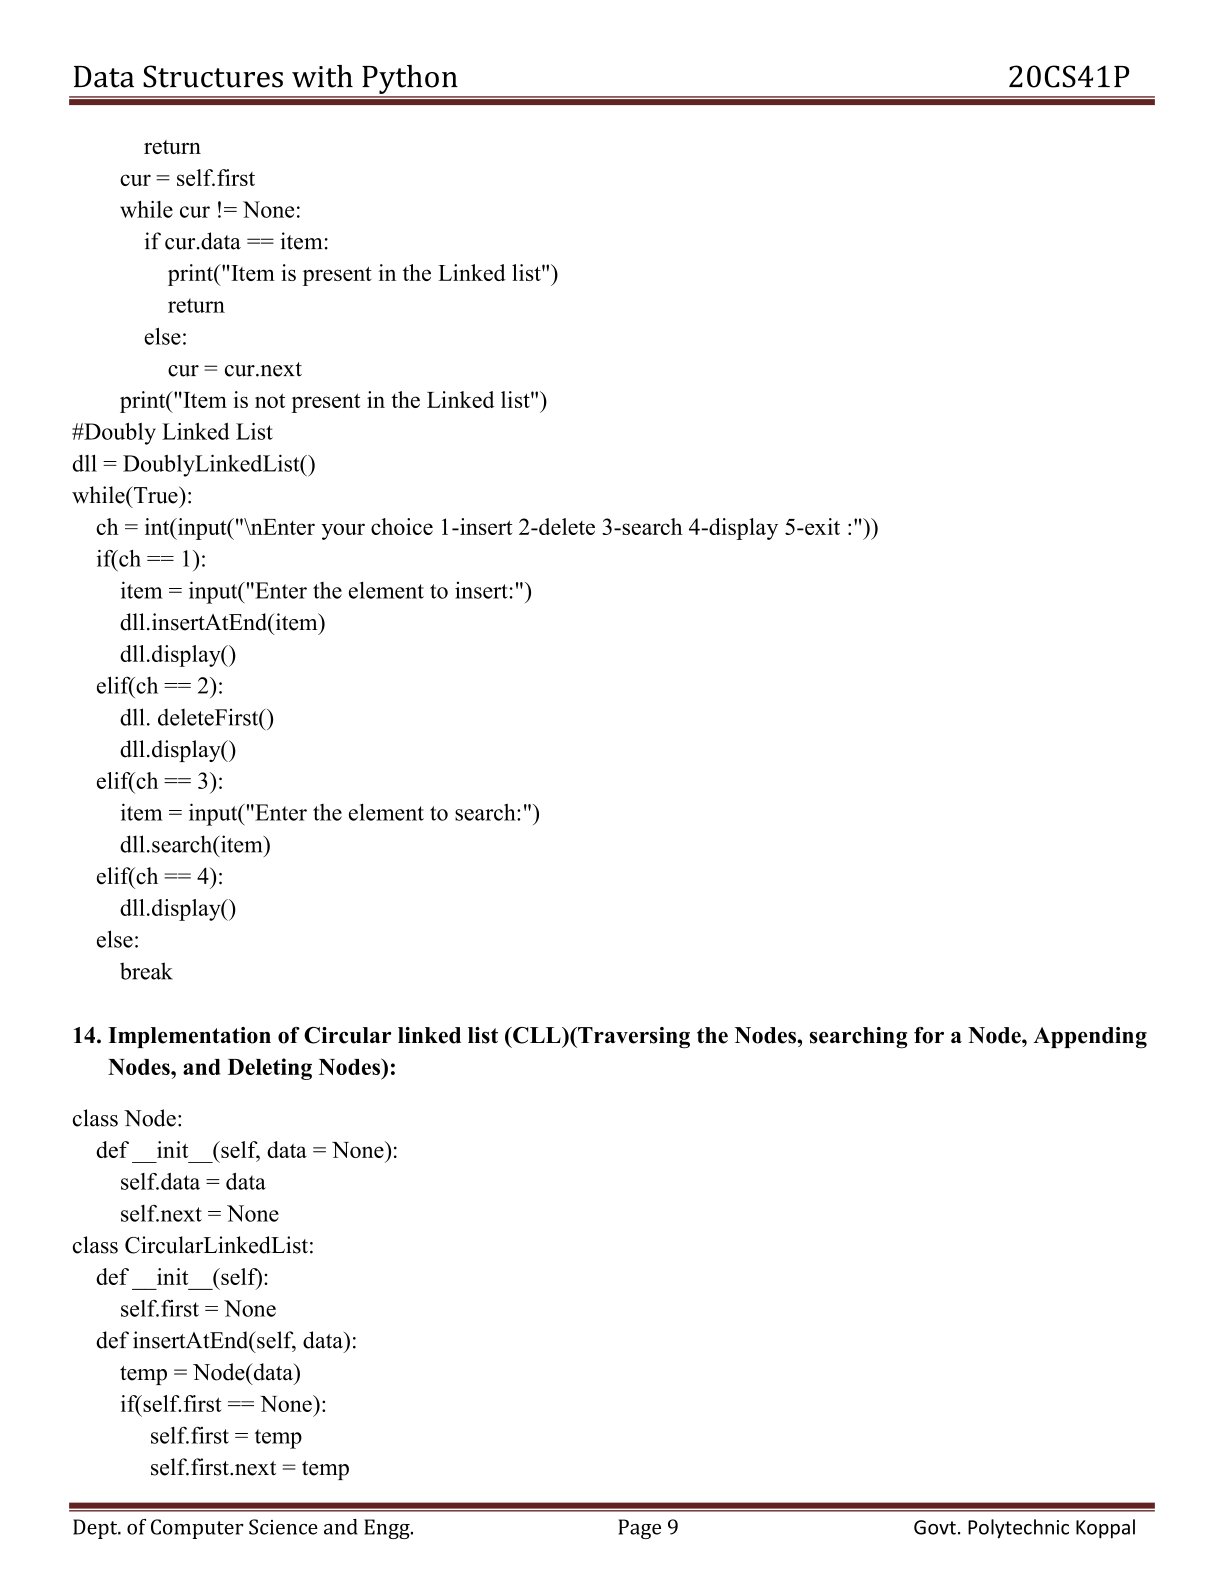 Data Structures with Python 20CS41P
return
cur = self.first
while cur != None:
if cur.data == item:
print("Item is present in the Linked list")
return
else:
cur = cur.next
print("Item is not present in the Linked list")
#Doubly Linked List
dll = DoublyLinkedList()
while(True):
ch = int(input("\nEnter your choice 1-insert 2-delete 3-search 4-display 5-exit :"))
if(ch == 1):
item = input("Enter the element to insert:")
dll.insertAtEnd(item)
dll.display()
elif(ch == 2):
dll. deleteFirst()
dll.display()
elif(ch == 3):
item = input("Enter the element to search:")
dll.search(item)
elif(ch == 4):
dll.display()
else:
break
14. Implementation of Circular linked list (CLL)(Traversing the Nodes, searching for a Node, Appending
Nodes, and Deleting Nodes):
class Node:
def __init__(self, data = None):
self.data = data
self.next = None
class CircularLinkedList:
def __init__(self):
self.first = None
def insertAtEnd(self, data):
temp = Node(data)
if(self.first == None):
self.first = temp
self.first.next = temp
Dept. of Computer Science and Engg. Page 9 Govt. Polytechnic Koppal